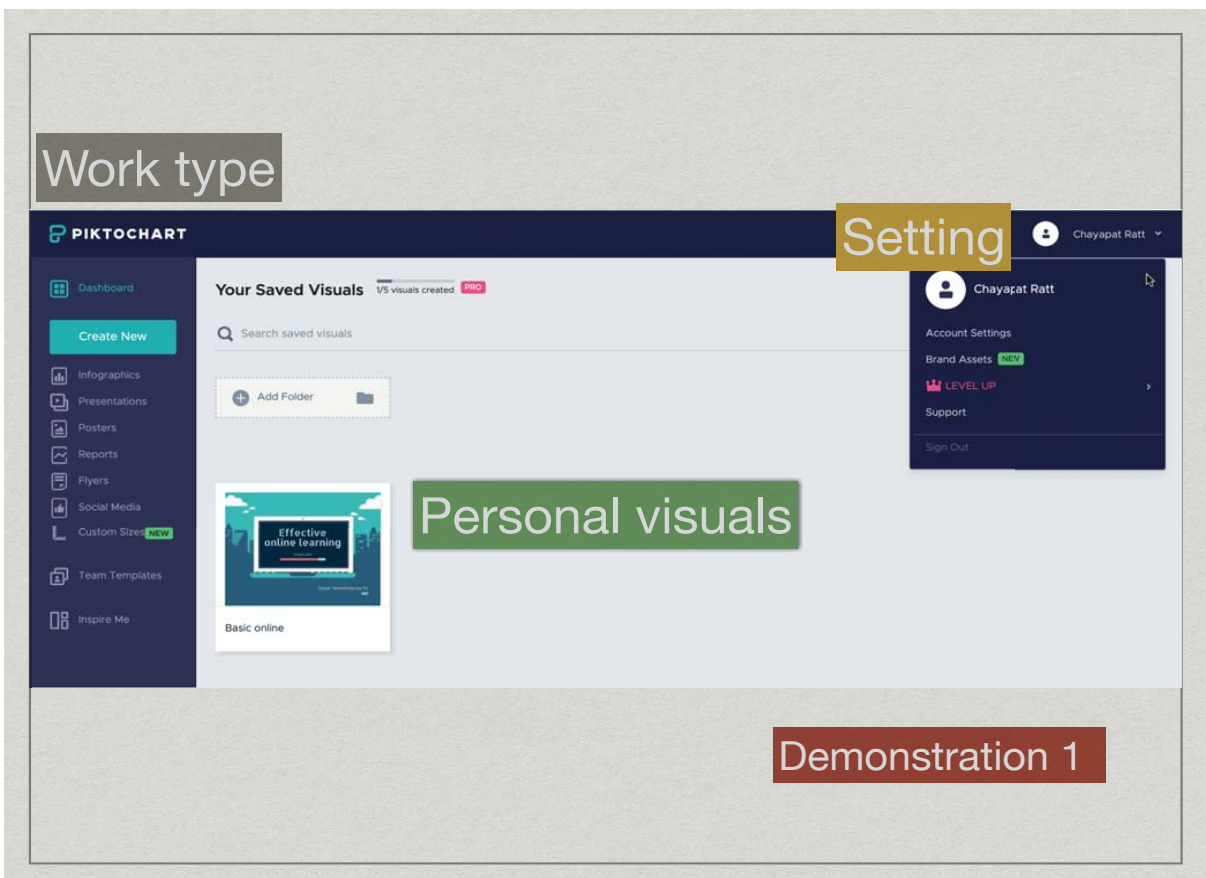 Work type
Setting
PIKTOCHART
Chayapat Ratt
Dashboard
Create New
Infographics
Presentations
Posters
Reports
Flyers
Social Media
Custom Sizes NEW
Team Templates
Inspire Me
Your Saved Visuals 1/5 visuals created PRO
Search saved visuals
Add Folder
Effective
online learning
Basic online
Personal visuals
Chayapat Ratt
Account Settings
Brand Assets NEW
LEVEL UP
Support
Sign Out
Demonstration 1